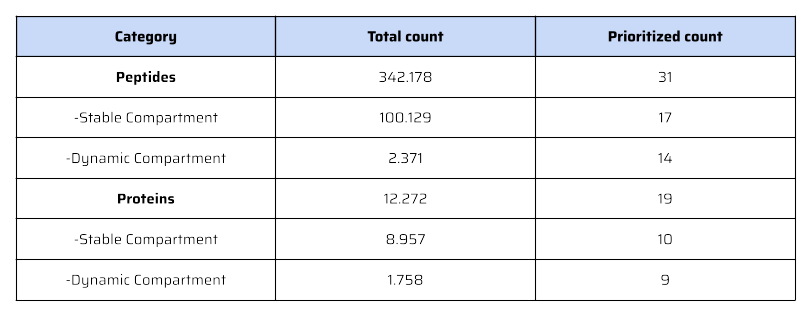 Category Total count Prioritized count
Peptides 342.178 31
-Stable Compartment 100.129 17
-Dynamic Compartment 2.371 14
Proteins 12.272 19
-Stable Compartment 8.957 10
-Dynamic Compartment 1.758 9